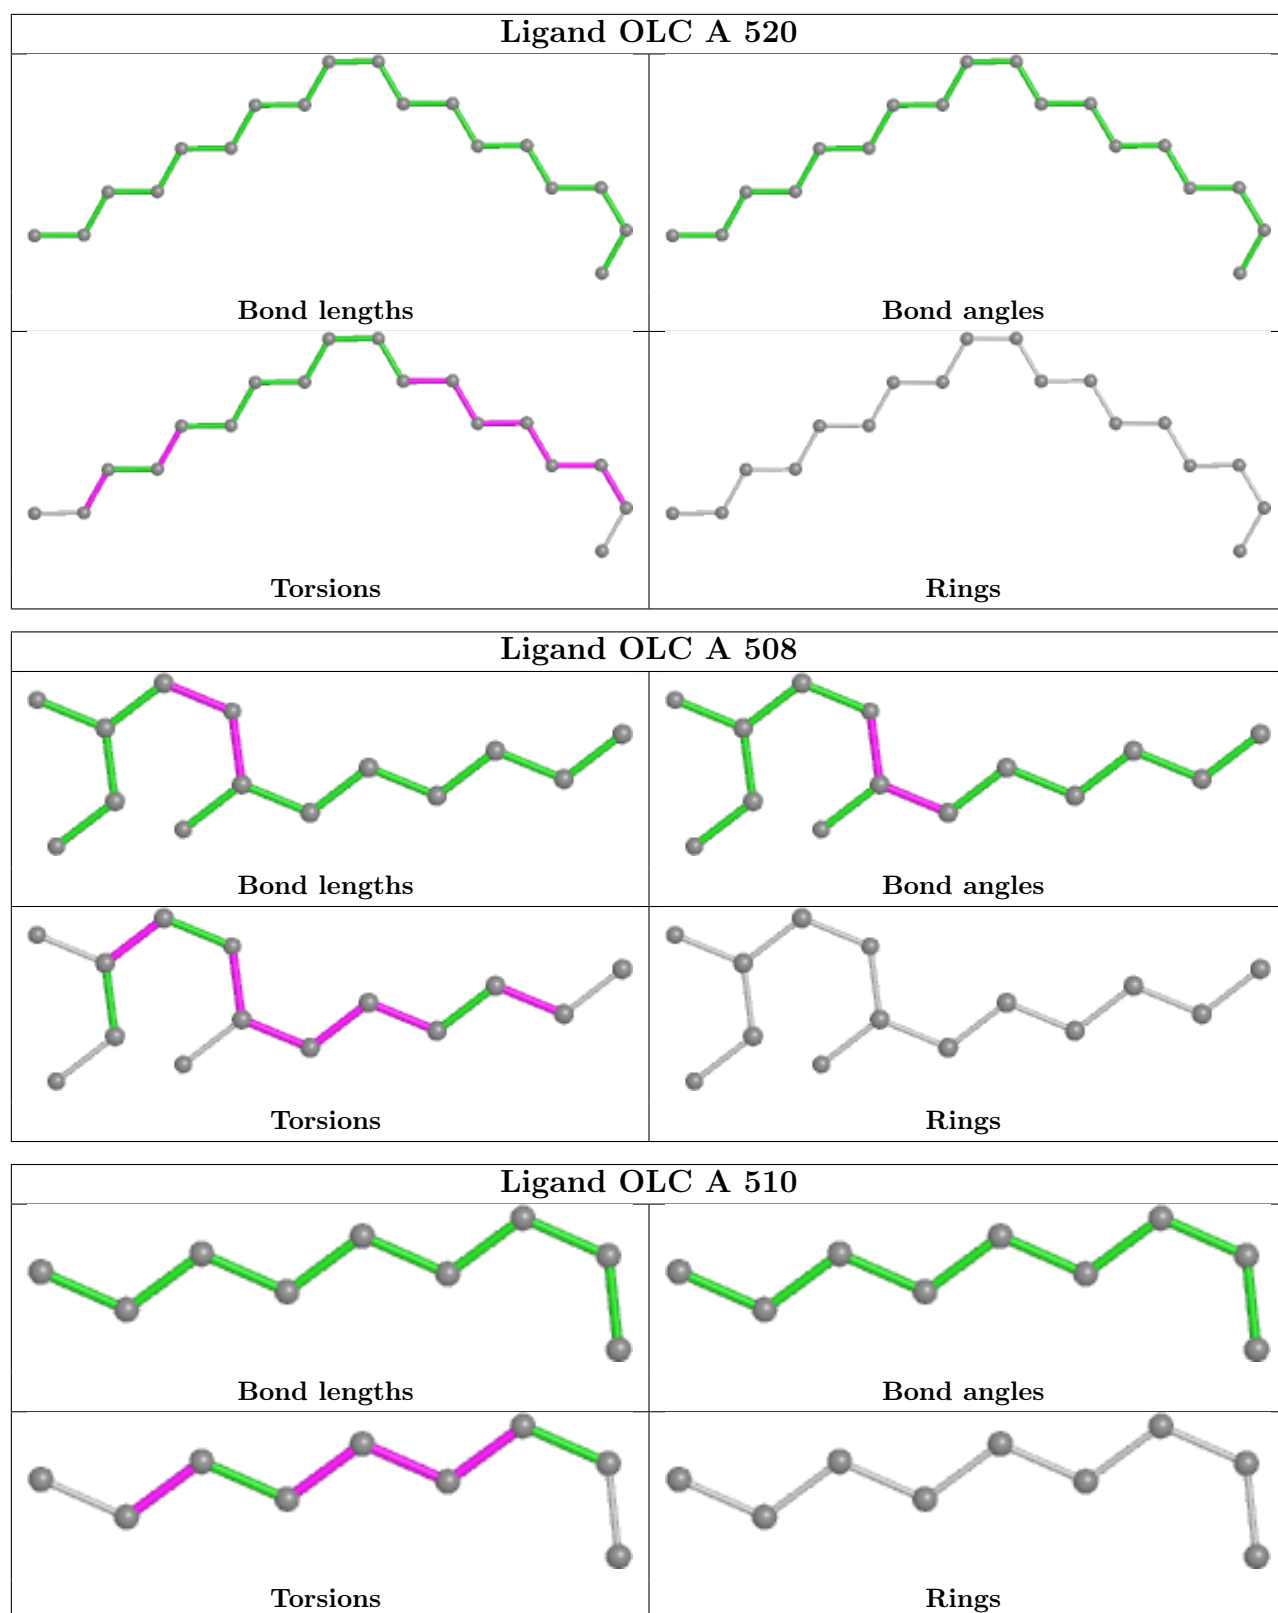 Ligand OLC A 520
Bond lengths
Bond angles
Torsions
Rings
Ligand OLC A 508
Bond lengths
Bond angles
Torsions
Rings
Ligand OLC A 510
Bond lengths
Bond angles
Torsions
Rings